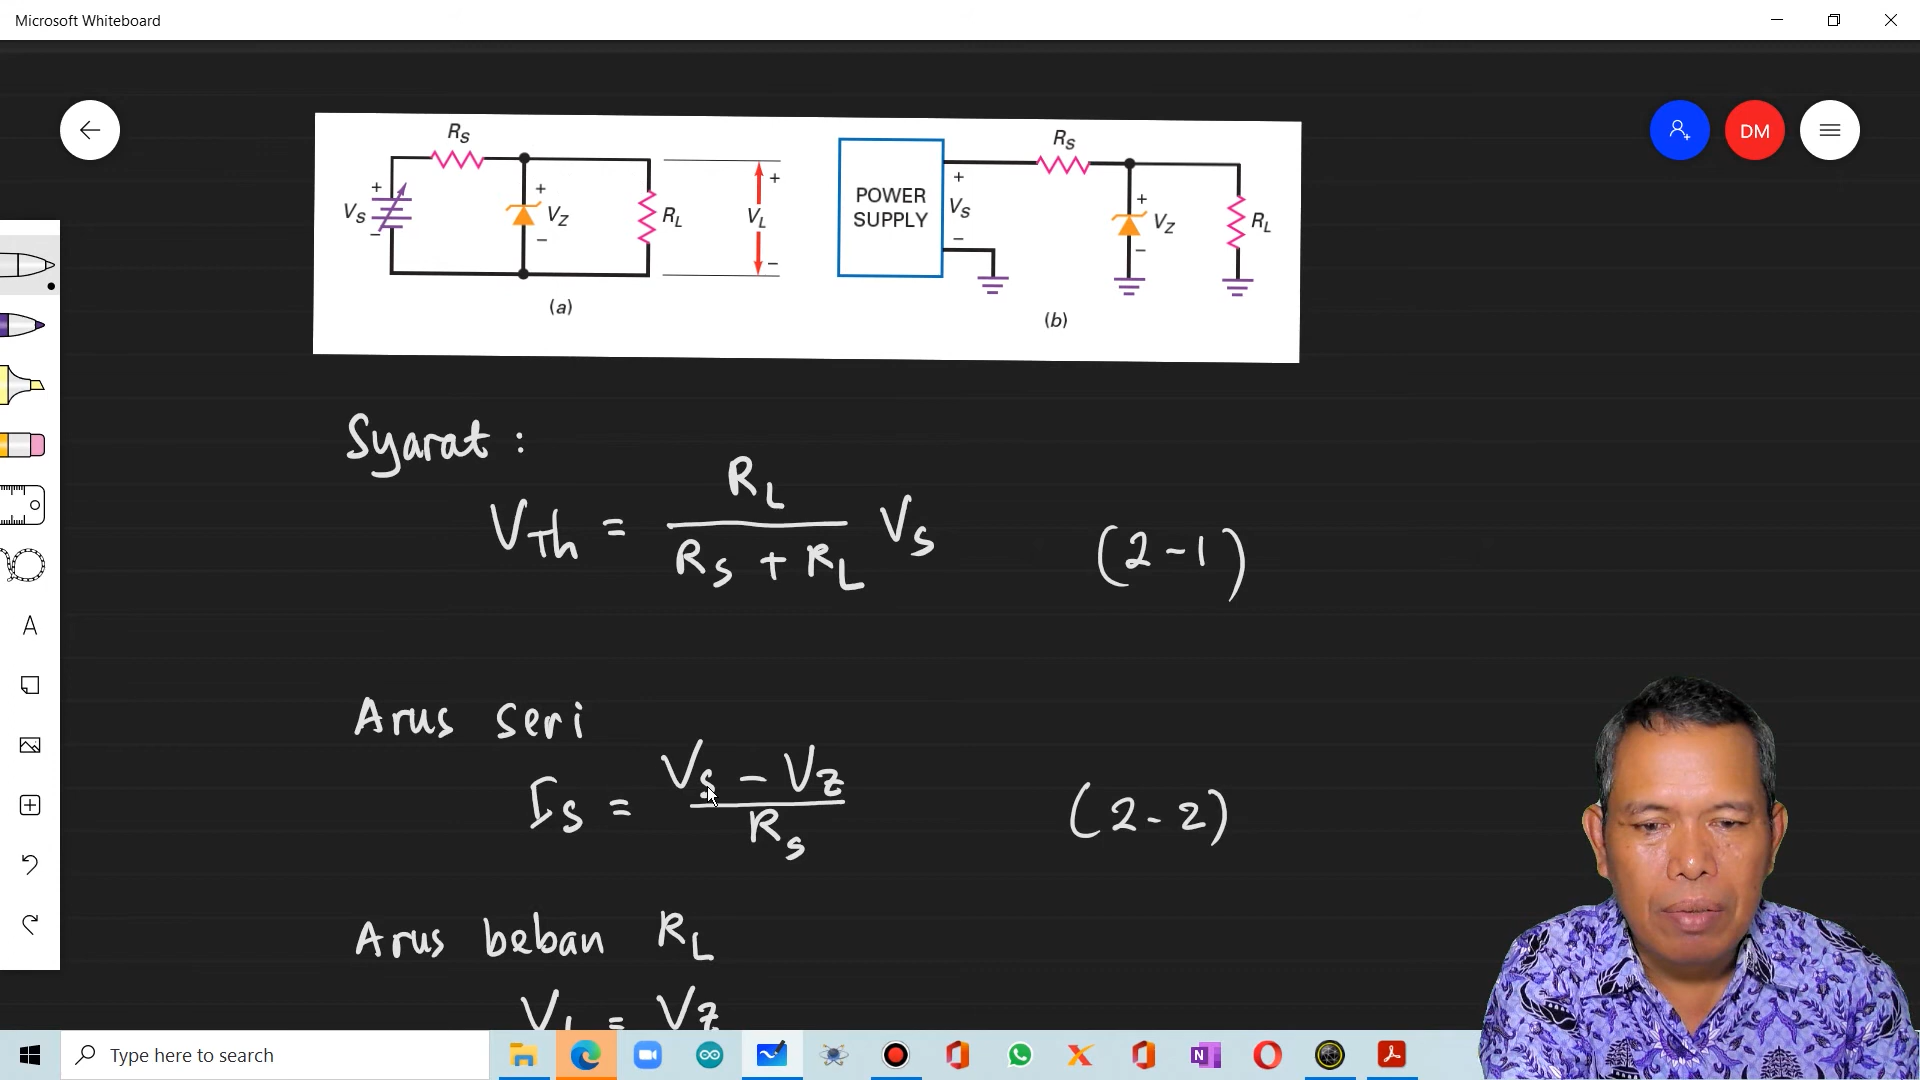 Microsoft Whiteboard
DM
RS
VS
+
−
+
VZ
−
RL
+
VL
−
(a)
POWER
SUPPLY
+
VS
−
RS
+
VZ
−
RL
(b)
Syarat :
VTh = RL / (RS + RL) VS (2-1)
Arus seri
IS = (VS − VZ) / RS (2-2)
Arus beban RL
VL = VZ
A
N
Type here to search